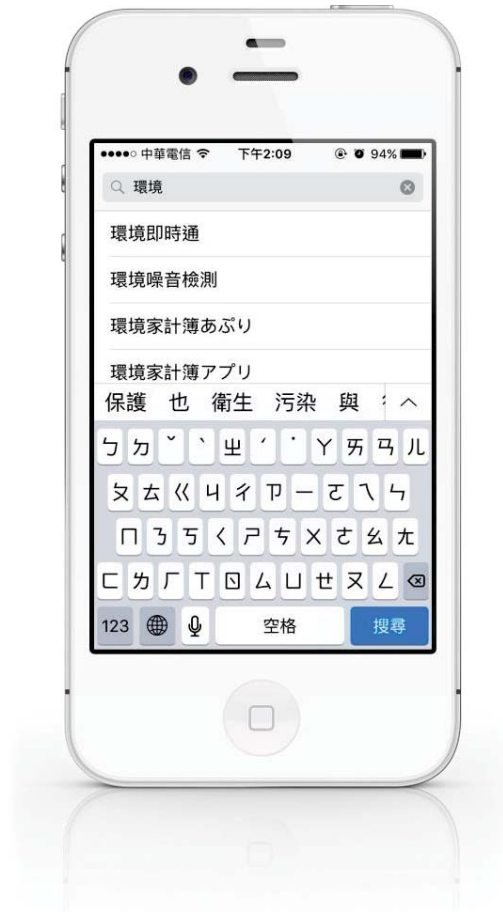 中華電信 下午2:09 94%
環境
環境即時通
環境噪音檢測
環境家計簿あぷり
環境家計簿アプリ
保護 也 衛生 污染 與
ㄅ ㄉ ˇ ˋ ㄓ ˊ ˙ ㄚ ㄞ ㄢ ㄦ
ㄆ ㄊ ㄍ ㄐ ㄔ ㄗ ㄧ ㄛ ㄟ ㄣ
ㄇ ㄋ ㄎ ㄑ ㄕ ㄘ ㄨ ㄜ ㄠ ㄤ
ㄈ ㄌ ㄏ ㄒ ㄖ ㄙ ㄩ ㄝ ㄡ ㄥ
123 空格 搜尋